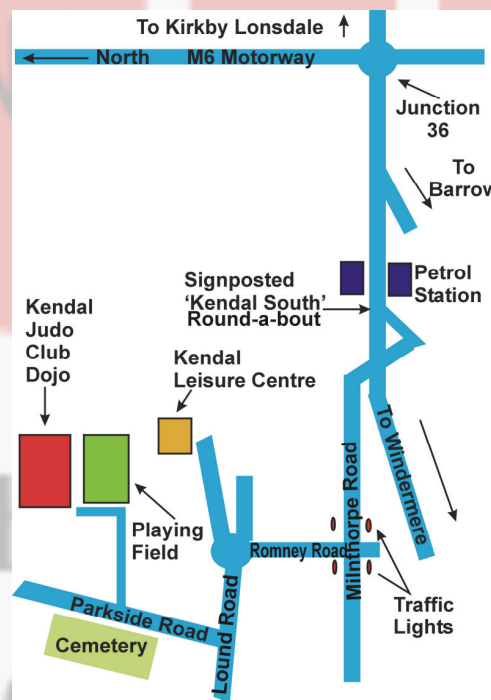 To Kirkby Lonsdale
North M6 Motorway
Junction
36
To
Barrow
Petrol
Station
Signposted
'Kendal South'
Round-a-bout
Kendal
Judo
Club
Dojo
Kendal
Leisure Centre
To Windermere
Milnthorpe Road
Playing
Field
Romney Road
Traffic
Lights
Lound Road
Parkside Road
Cemetery